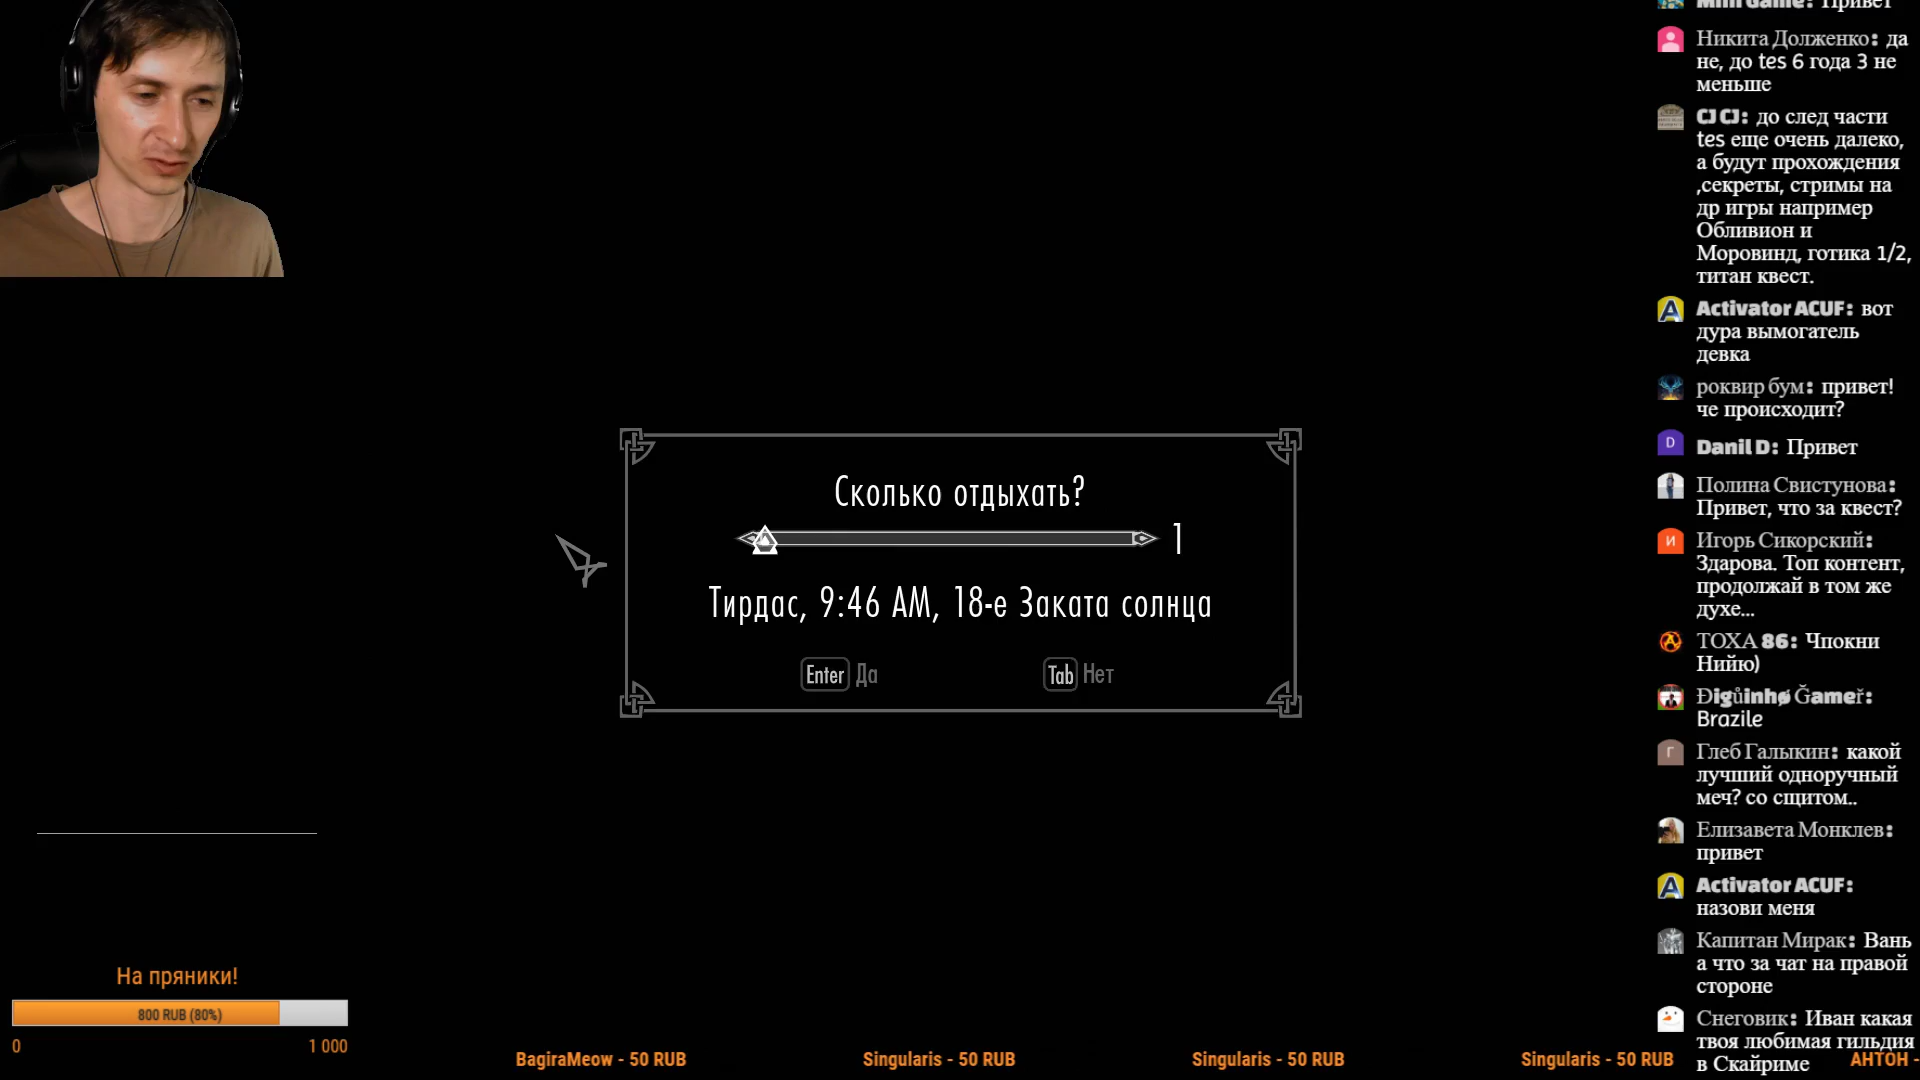 Mini Game: Привет
Никита Долженко: да
не, до tes 6 года 3 не
меньше
CJ CJ: до след части
tes еще очень далеко,
а будут прохождения
,секреты, стримы на
др игры например
Обливион и
Моровинд, готика 1/2,
титан квест.
Activator ACUF: вот
дура вымогатель
девка
роквир бум: привет!
че происходит?
Danil D: Привет
Полина Свистунова:
Привет, что за квест?
Игорь Сикорский:
Здарова. Топ контент,
продолжай в том же
духе...
ТОХА 86: Чпокни
Нийю)
Đigůinhø Ğameř:
Brazile
Глеб Галыкин: какой
лучший одноручный
меч? со сщитом..
Елизавета Монклев:
привет
Activator ACUF:
назови меня
Капитан Мирак: Вань
а что за чат на правой
стороне
Снеговик: Иван какая
твоя любимая гильдия
в Скайриме
Сколько отдыхать?
1
Тирдас, 9:46 AM, 18-е Заката солнца
Enter Да
Tab Нет
На пряники!
800 RUB (80%)
0
1 000
BagiraMeow - 50 RUB
Singularis - 50 RUB
Singularis - 50 RUB
Singularis - 50 RUB
АНТОН -